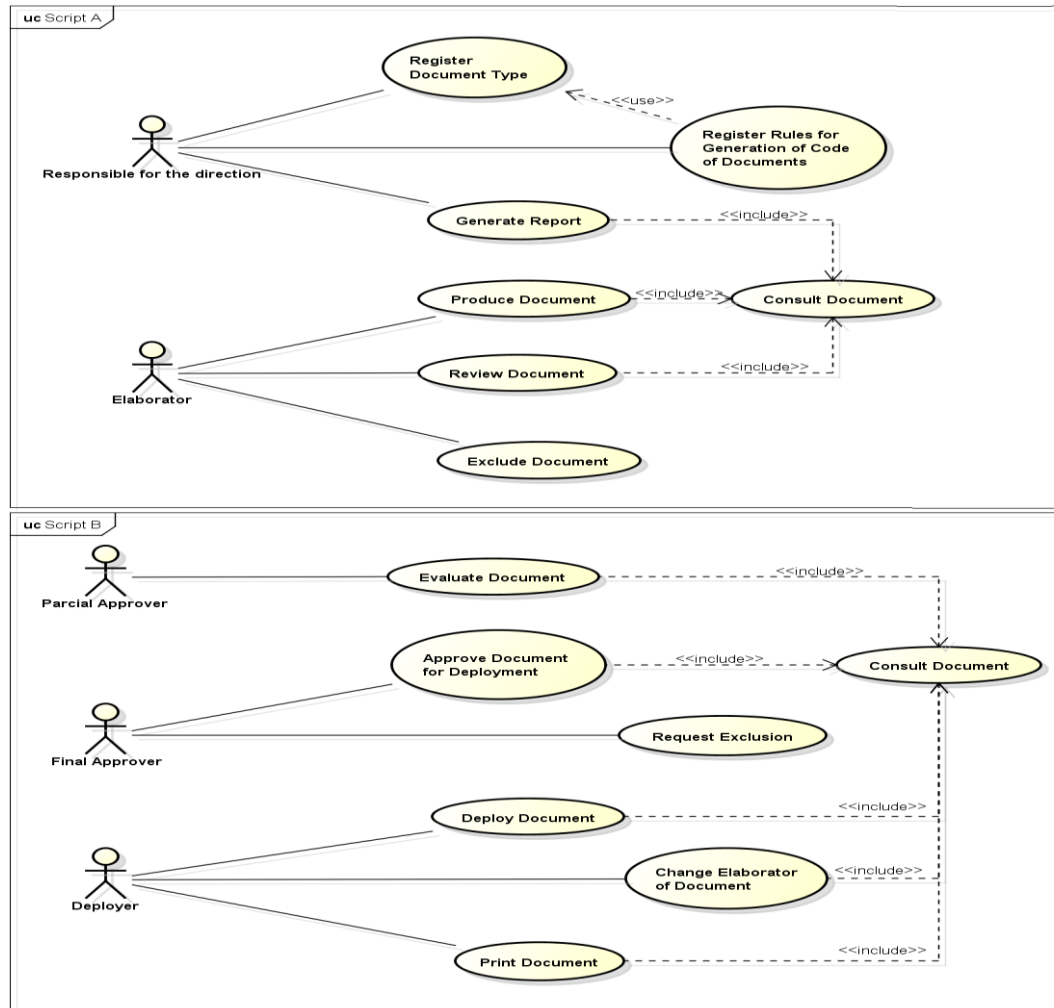 uc Script A
Register
Document Type
<<use>>
Register Rules for
Generation of Code
of Documents
Responsible for the direction
Generate Report
<<include>>
Produce Document
<<include>>
Consult Document
Review Document
<<include>>
Elaborator
Exclude Document
uc Script B
Parcial Approver
Evaluate Document
<<include>>
Approve Document
for Deployment
<<include>>
Consult Document
Final Approver
Request Exclusion
Deploy Document
<<include>>
Change Elaborator
of Document
<<include>>
Deployer
Print Document
<<include>>